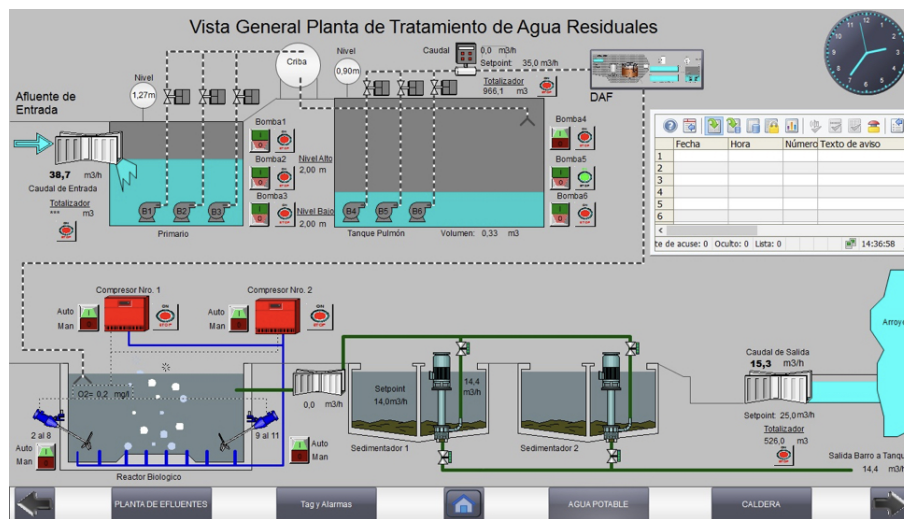 Vista General Planta de Tratamiento de Agua Residuales
12
Afluente de
Entrada
Nivel
1,27m
Criba
Nivel
0,90m
Caudal
0,0 m3/h
Setpoint: 35,0 m3/h
Totalizador
966,1 m3
DAF
38,7 m3/h
Caudal de Entrada
Totalizador
*** m3
Bomba1
Bomba2
Bomba3
Nivel Alto
2,00 m
Nivel Bajo
2,00 m
B1 B2 B3
Primario
B4 B5 B6
Tanque Pulmón
Volumen: 0,33 m3
Bomba4
Bomba5
Bomba6
Fecha Hora Número Texto de aviso
1
2
3
4
5
6
te de acuse: 0 Oculto: 0 Lista: 0 14:36:58
Compresor Nro. 1
Auto
Man
ON
STOP
Compresor Nro. 2
Auto
Man
ON
STOP
O2= 0,2 mg/l
2 al 8
Auto
Man
9 al 11
Auto
Man
Reactor Biologico
0,0 m3/h
Setpoint
14,0m3/h
14,4
m3/h
Sedimentador 1
Sedimentador 2
Caudal de Salida
15,3 m3/h
Setpoint: 25,0m3/h
Totalizador
526,0 m3
Arroyo
Salida Barro a Tanqu
14,4 m3/h
PLANTA DE EFLUENTES
Tag y Alarmas
AGUA POTABLE
CALDERA